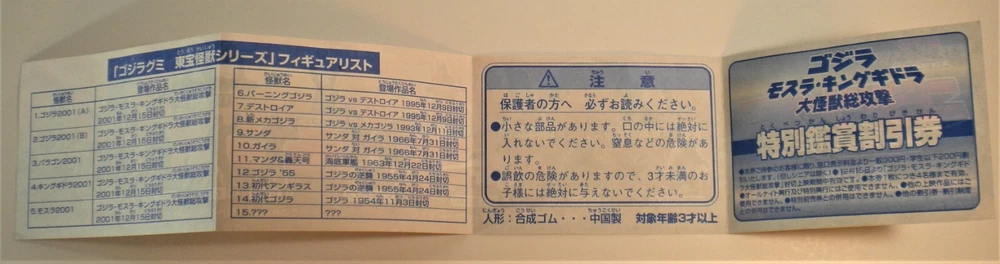 「ゴジラグミ 東宝怪獣シリーズ」フィギュアリスト
怪獣名 登場作品名
1.ゴジラ2001(A) ゴジラ・モスラ・キングギドラ大怪獣総攻撃
2001年12月15日封切
2.ゴジラ2001(B) ゴジラ・モスラ・キングギドラ大怪獣総攻撃
2001年12月15日封切
3.バラゴン2001 ゴジラ・モスラ・キングギドラ大怪獣総攻撃
2001年12月15日封切
4.キングギドラ2001 ゴジラ・モスラ・キングギドラ大怪獣総攻撃
2001年12月15日封切
5.モスラ2001 ゴジラ・モスラ・キングギドラ大怪獣総攻撃
2001年12月15日封切
怪獣名 登場作品名
6.バーニングゴジラ ゴジラ vs デストロイア 1995年12月9日封切
7.デストロイア ゴジラ vs デストロイア 1995年12月9日封切
8.新メカゴジラ ゴジラ vs メカゴジラ 1993年12月11日封切
9.サンダ サンダ 対 ガイラ 1966年7月31日封切
10.ガイラ サンダ 対 ガイラ 1966年7月31日封切
11.マンダ&轟天号 海底軍艦 1963年12月22日封切
12.ゴジラ '55 ゴジラの逆襲 1955年4月24日封切
13.初代アンギラス ゴジラの逆襲 1955年4月24日封切
14.初代ゴジラ ゴジラ 1954年11月3日封切
15.??? ???
注意
保護者の方へ 必ずお読みください。
●小さな部品があります。口の中には絶対に
入れないでください。窒息などの危険があ
ります。
●誤飲の危険がありますので、3才未満のお
子様には絶対に与えないでください。
人形:合成ゴム・・・中国製 対象年齢3才以上
ゴジラ
モスラ・キングギドラ
大怪獣総攻撃
特別鑑賞割引券